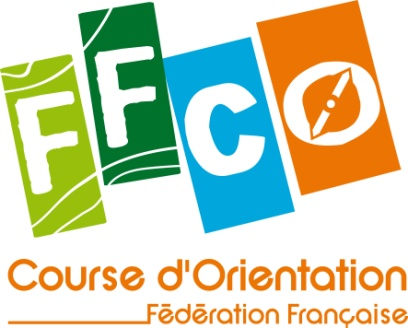 FFCO
Course d'Orientation
Fédération Française